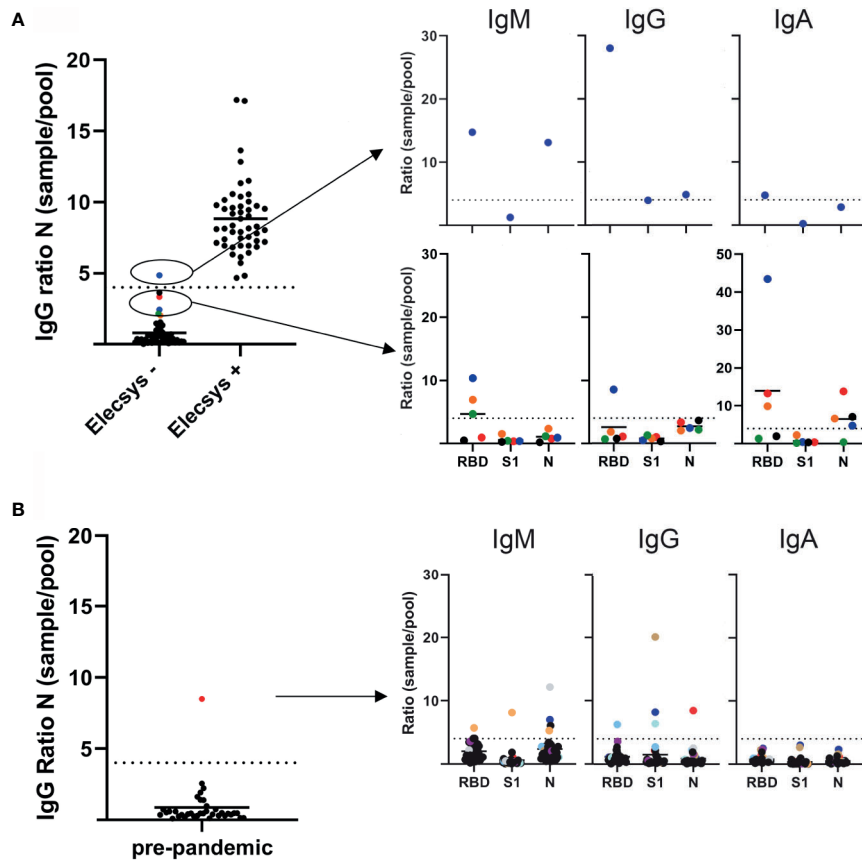 A
IgG ratio N (sample/pool)
20
15
10
5
0
Elecsys -
Elecsys +
IgM
IgG
IgA
Ratio (sample/pool)
30
20
10
Ratio (sample/pool)
30
20
10
50
40
30
20
10
RBD S1 N
RBD S1 N
RBD S1 N
B
IgG Ratio N (sample/pool)
20
15
10
5
0
pre-pandemic
IgM
IgG
IgA
Ratio (sample/pool)
30
20
10
RBD S1 N
RBD S1 N
RBD S1 N